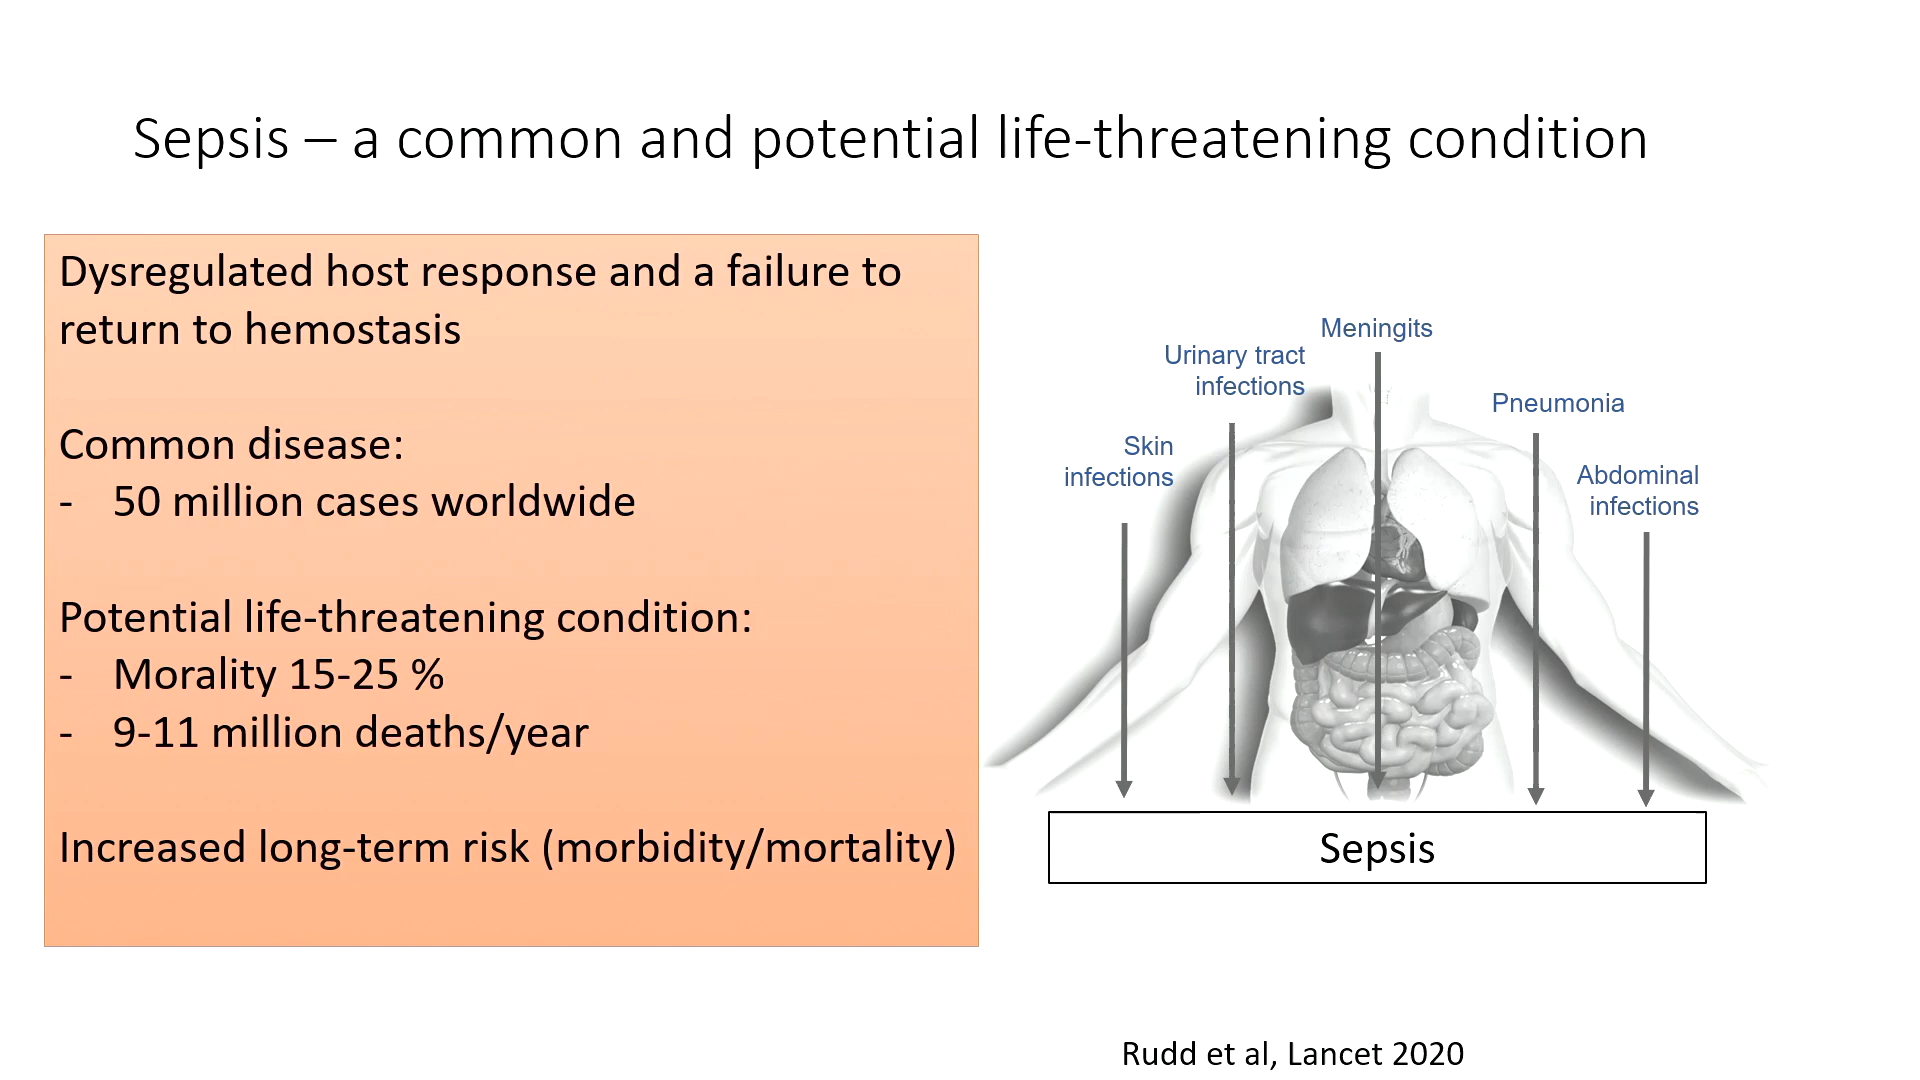 Sepsis – a common and potential life-threatening condition
Dysregulated host response and a failure to
return to hemostasis
Common disease:
- 50 million cases worldwide
Potential life-threatening condition:
- Morality 15-25 %
- 9-11 million deaths/year
Increased long-term risk (morbidity/mortality)
Meningits
Urinary tract
infections
Pneumonia
Skin
infections
Abdominal
infections
Sepsis
Rudd et al, Lancet 2020